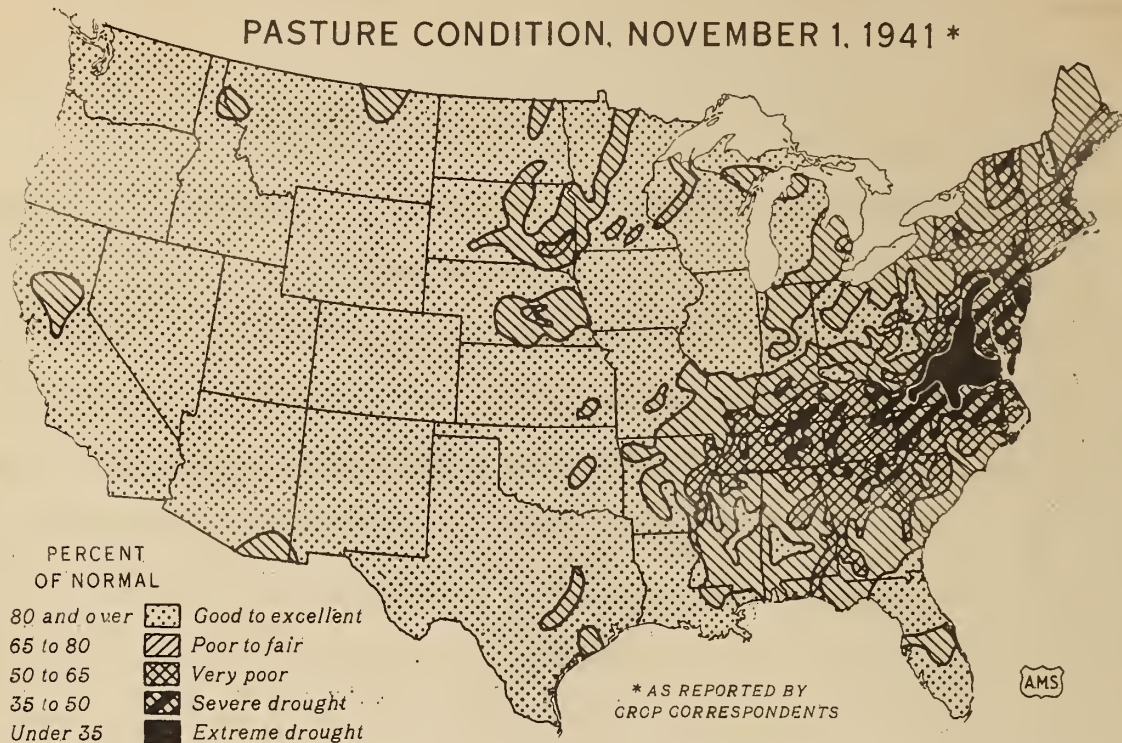 PASTURE CONDITION, NOVEMBER 1, 1941 *
PERCENT
OF NORMAL
80 and over Good to excellent
65 to 80 Poor to fair
50 to 65 Very poor
35 to 50 Severe drought
Under 35 Extreme drought
* AS REPORTED BY
CROP CORRESPONDENTS
AMS